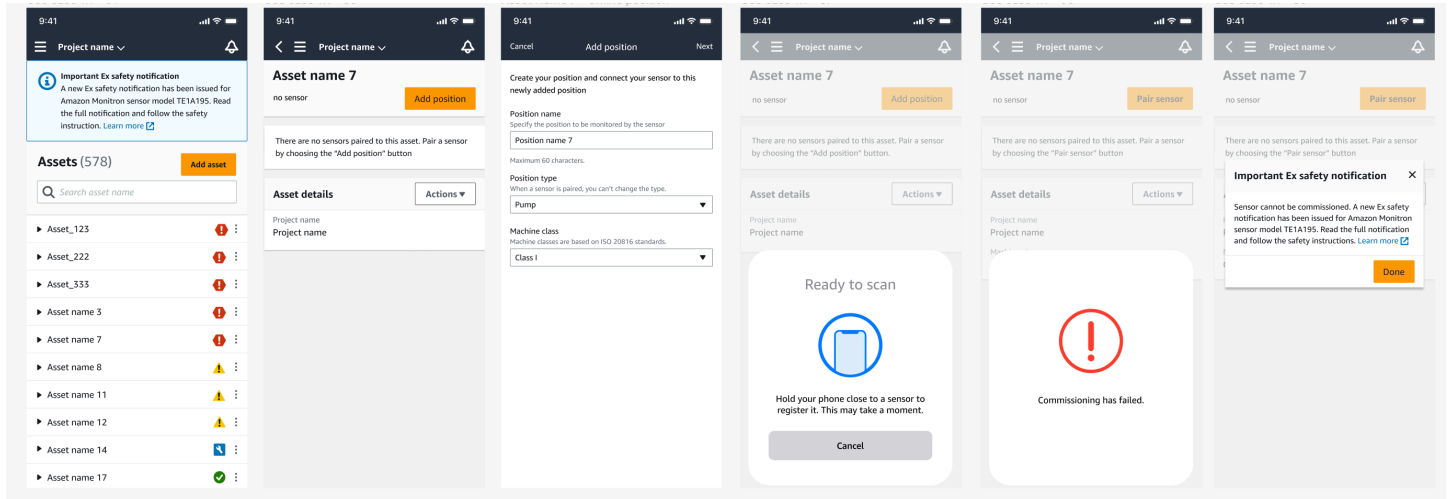 9:41
Project name
Important Ex safety notification
A new Ex safety notification has been issued for
Amazon Monitron sensor model TE1A195. Read
the full notification and follow the safety
instruction. Learn more
Assets (578)
Add asset
Search asset name
Asset_123
Asset_222
Asset_333
Asset name 3
Asset name 7
Asset name 8
Asset name 11
Asset name 12
Asset name 14
Asset name 17
9:41
Project name
Asset name 7
no sensor
Add position
There are no sensors paired to this asset. Pair a sensor
by choosing the "Add position" button
Asset details
Actions
Project name
Project name
9:41
Cancel
Add position
Next
Create your position and connect your sensor to this
newly added position
Position name
Specify the position to be monitored by the sensor
Position name 7
Maximum 60 characters.
Position type
When a sensor is paired, you can't change the type.
Pump
Machine class
Machine classes are based on ISO 20816 standards.
Class I
9:41
Project name
Asset name 7
no sensor
Add position
There are no sensors paired to this asset. Pair a sensor
by choosing the "Add position" button.
Asset details
Actions
Project name
Project name
Ready to scan
Hold your phone close to a sensor to
register it. This may take a moment.
Cancel
9:41
Project name
Asset name 7
no sensor
Pair sensor
There are no sensors paired to this asset. Pair a sensor
by choosing the "Pair sensor" button
Asset details
Actions
Project name
Project name
Commissioning has failed.
9:41
Project name
Asset name 7
no sensor
Pair sensor
There are no sensors paired to this asset. Pair a sensor
by choosing the "Pair sensor" button
Important Ex safety notification
Sensor cannot be commissioned. A new Ex safety
notification has been issued for Amazon Monitron
sensor model TE1A195. Read the full notification
and follow the safety instructions. Learn more
Done